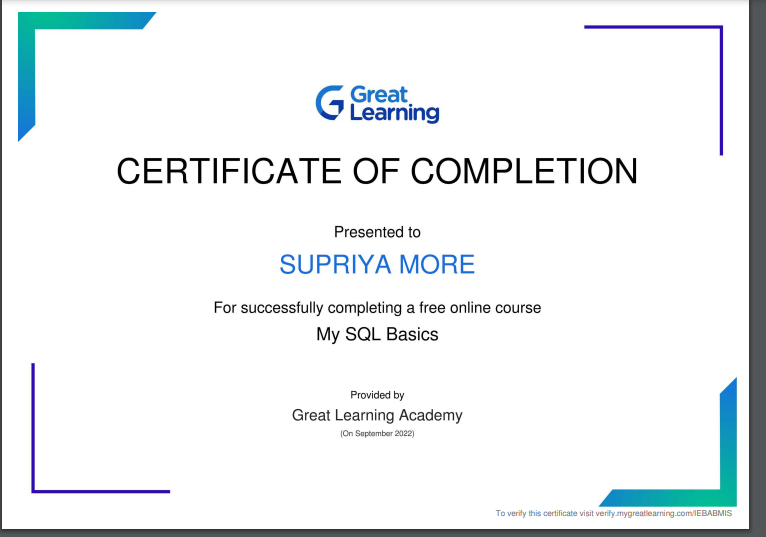 Great
Learning
CERTIFICATE OF COMPLETION
Presented to
SUPRIYA MORE
For successfully completing a free online course
My SQL Basics
Provided by
Great Learning Academy
(On September 2022)
To verify this certificate visit verify.mygreatlearning.com/IEBABMIS